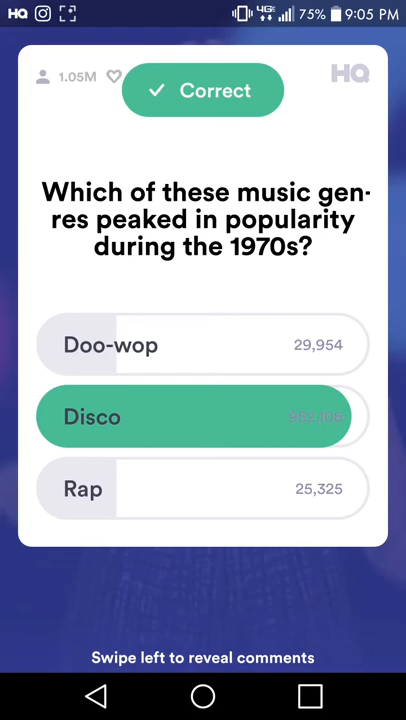 HQ 4GE 75% 9:05 PM
1.05M Correct HQ
Which of these music gen-
res peaked in popularity
during the 1970s?
Doo-wop 29,954
Disco
Rap 25,325
Swipe left to reveal comments